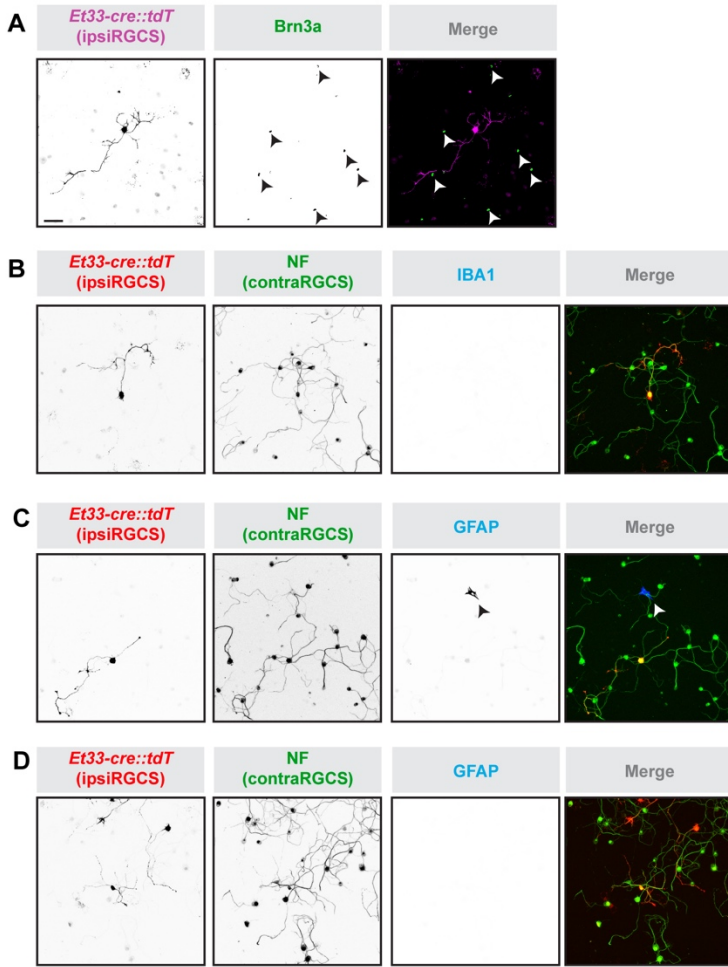 A
Et33-cre::tdT
(ipsiRGCS)
Brn3a
Merge
B
Et33-cre::tdT
(ipsiRGCS)
NF
(contraRGCS)
IBA1
Merge
C
Et33-cre::tdT
(ipsiRGCS)
NF
(contraRGCS)
GFAP
Merge
D
Et33-cre::tdT
(ipsiRGCS)
NF
(contraRGCS)
GFAP
Merge